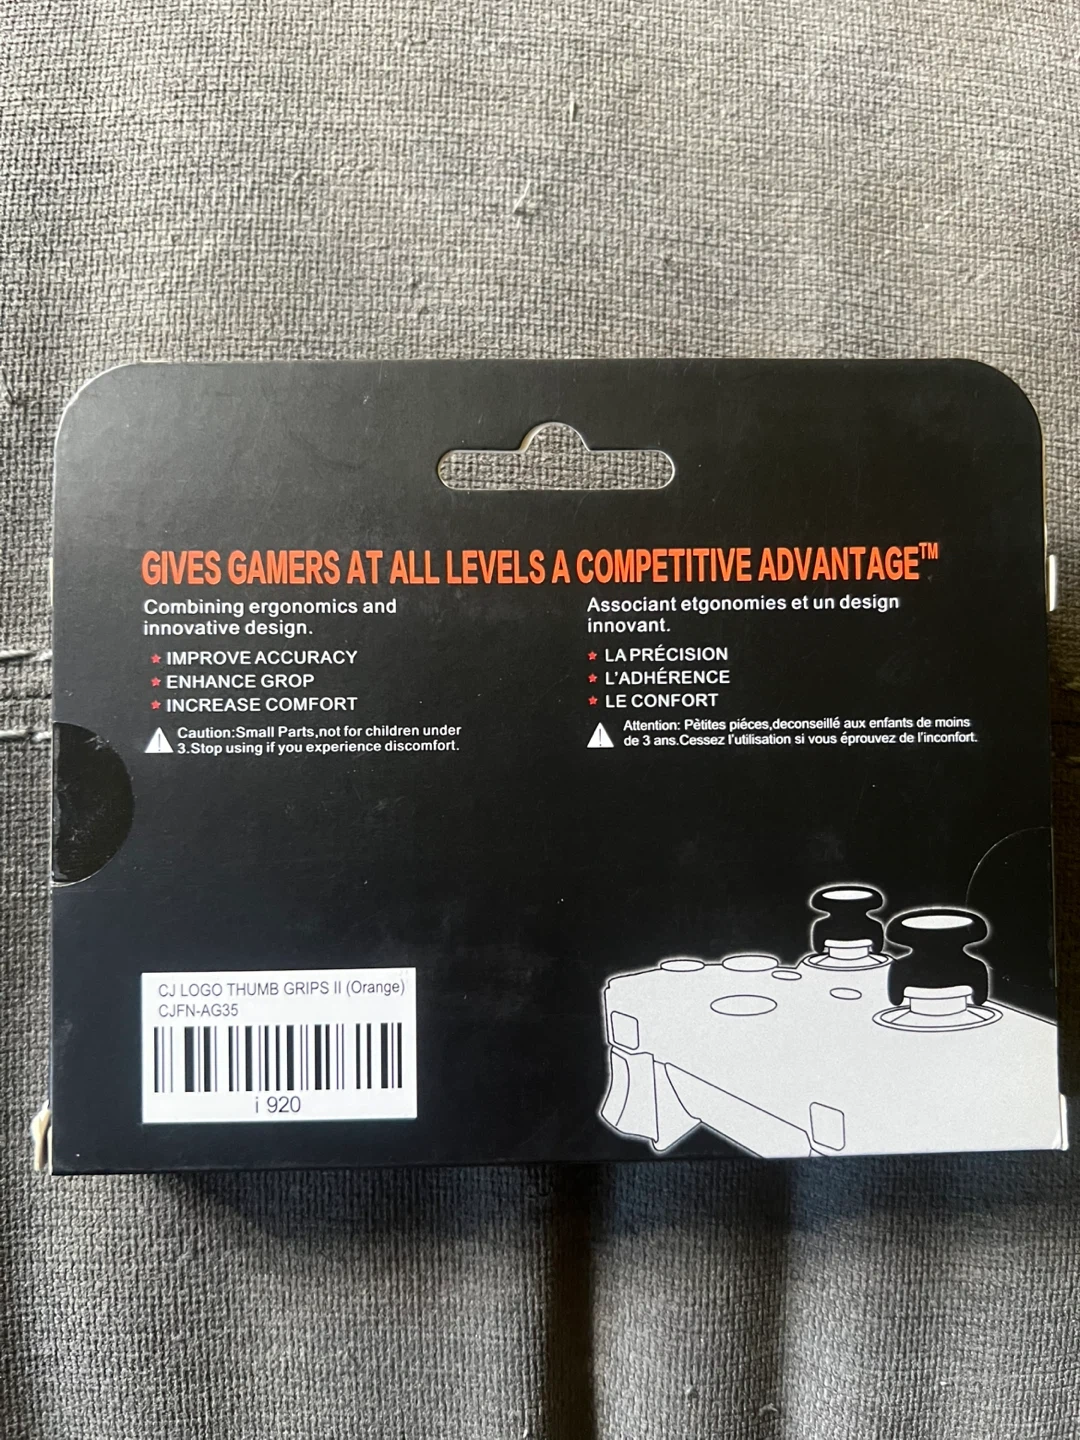 GIVES GAMERS AT ALL LEVELS A COMPETITIVE ADVANTAGE™
Combining ergonomics and
innovative design.
★ IMPROVE ACCURACY
★ ENHANCE GROP
★ INCREASE COMFORT
Caution:Small Parts,not for children under
3.Stop using if you experience discomfort.
Associant etgonomies et un design
innovant.
★ LA PRÉCISION
★ L'ADHÉRENCE
★ LE CONFORT
Attention: Pètites piéces,deconseillé aux enfants de moins
de 3 ans.Cessez l'utilisation si vous éprouvez de l'inconfort.
CJ LOGO THUMB GRIPS II (Orange)
CJFN-AG35
i 920